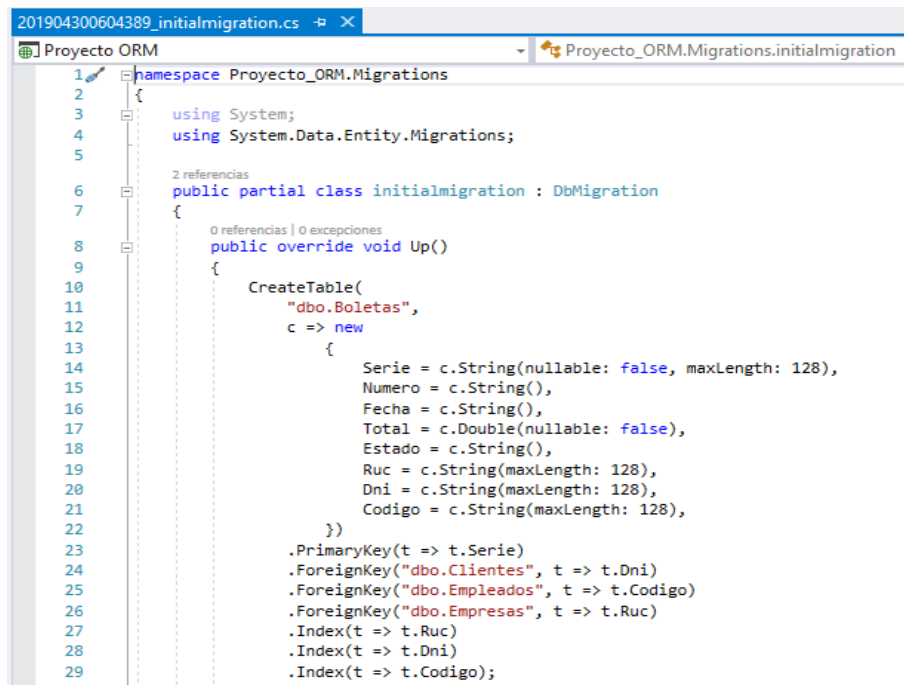 201904300604389_initialmigration.cs
Proyecto ORM Proyecto_ORM.Migrations.initialmigration
1 namespace Proyecto_ORM.Migrations
2 {
3 using System;
4 using System.Data.Entity.Migrations;
5
2 referencias
6 public partial class initialmigration : DbMigration
7 {
0 referencias | 0 excepciones
8 public override void Up()
9 {
10 CreateTable(
11 "dbo.Boletas",
12 c => new
13 {
14 Serie = c.String(nullable: false, maxLength: 128),
15 Numero = c.String(),
16 Fecha = c.String(),
17 Total = c.Double(nullable: false),
18 Estado = c.String(),
19 Ruc = c.String(maxLength: 128),
20 Dni = c.String(maxLength: 128),
21 Codigo = c.String(maxLength: 128),
22 })
23 .PrimaryKey(t => t.Serie)
24 .ForeignKey("dbo.Clientes", t => t.Dni)
25 .ForeignKey("dbo.Empleados", t => t.Codigo)
26 .ForeignKey("dbo.Empresas", t => t.Ruc)
27 .Index(t => t.Ruc)
28 .Index(t => t.Dni)
29 .Index(t => t.Codigo);